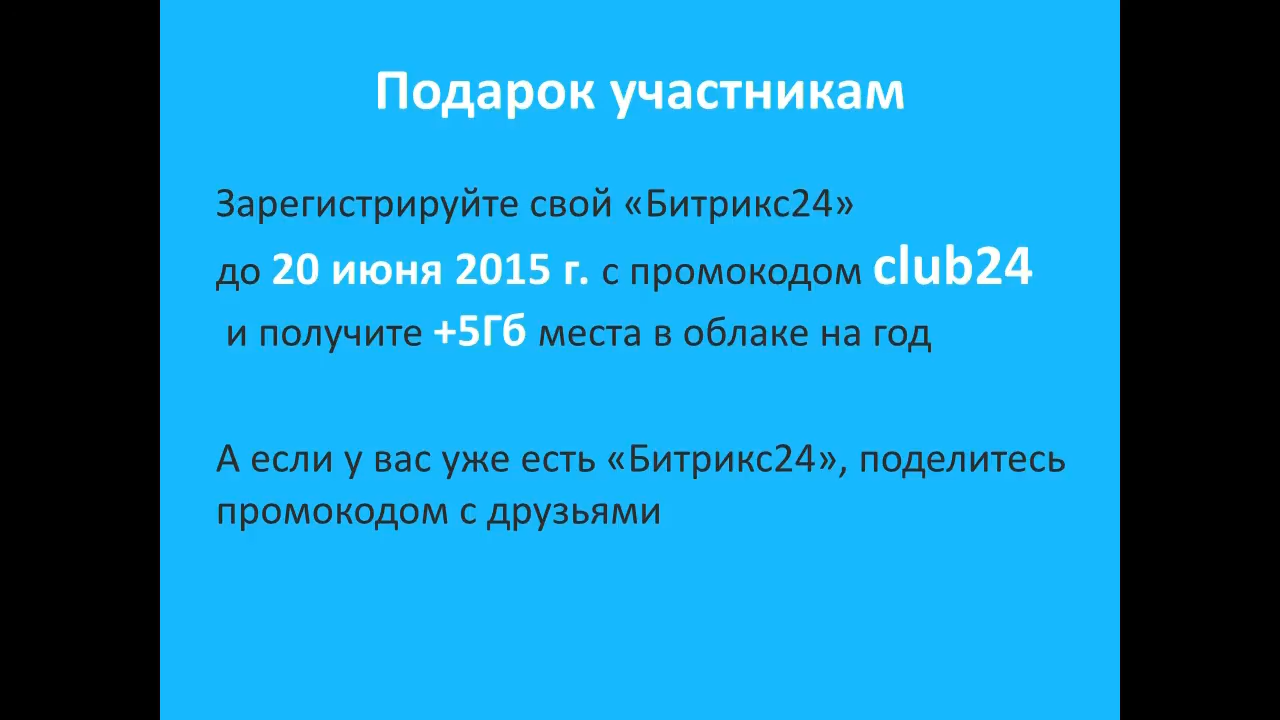 Подарок участникам
Зарегистрируйте свой «Битрикс24»
до 20 июня 2015 г. с промокодом club24
и получите +5Гб места в облаке на год
А если у вас уже есть «Битрикс24», поделитесь
промокодом с друзьями